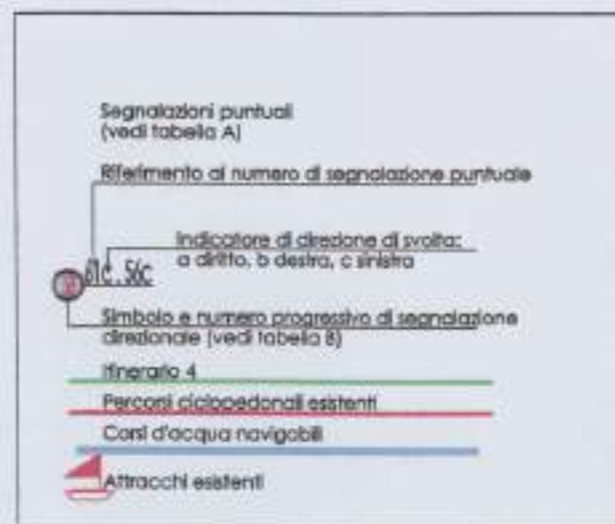 Segnalazioni puntuali
(vedi tabella A)
Riferimento al numero di segnalazione puntuale
Indicatore di direzione di svolta:
a diritto, b destra, c sinistra
61c . 56c
Simbolo e numero progressivo di segnalazione
direzionale (vedi tabella B)
Itinerario 4
Percorsi ciclopedonali esistenti
Corsi d'acqua navigabili
Attracchi esistenti